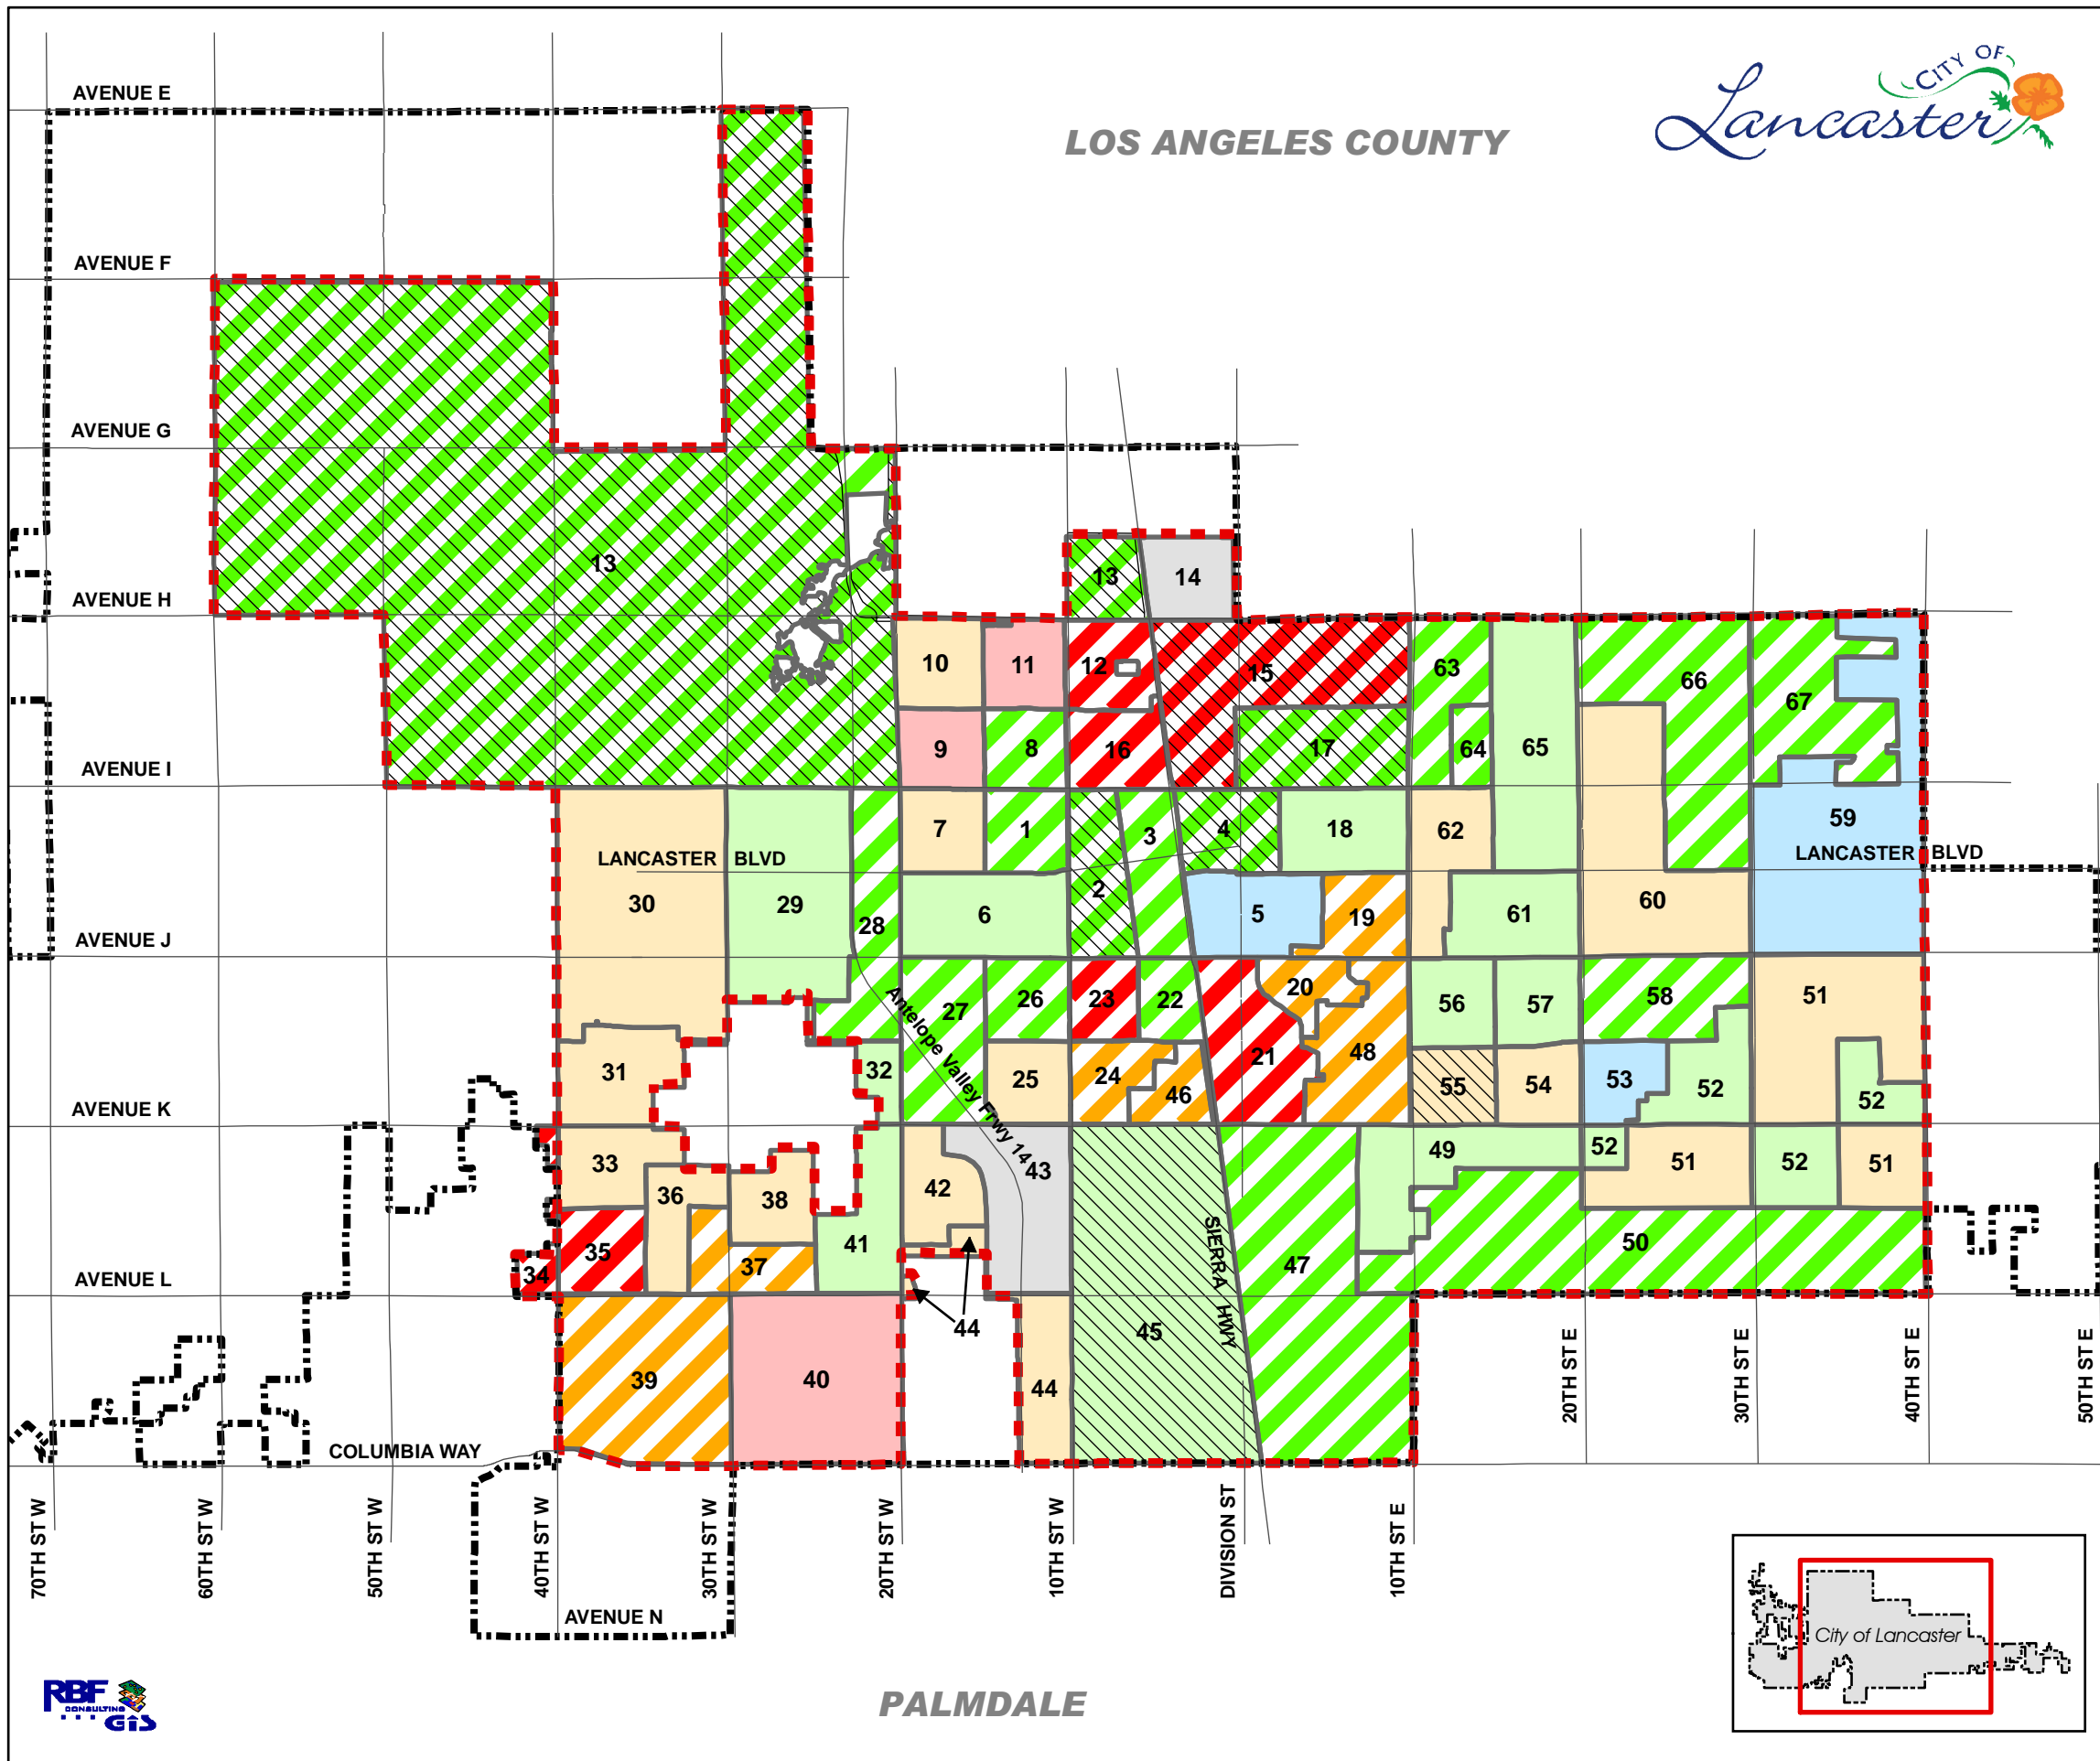 CITY OF
Lancaster
LOS ANGELES COUNTY
AVENUE E
AVENUE F
AVENUE G
13
13
14
AVENUE H
10
11
12
15
63
66
67
9
8
16
17
64
65
AVENUE I
7
1
3
4
18
62
59
LANCASTER BLVD
LANCASTER BLVD
30
29
28
6
2
5
19
61
60
AVENUE J
27
26
23
22
20
56
57
58
51
Antelope Valley Frwy 14
31
32
25
24
46
21
48
55
54
53
52
52
AVENUE K
33
36
38
42
43
49
52
51
52
51
35
34
37
41
47
50
SIERRA HWY
AVENUE L
44
45
39
40
44
COLUMBIA WAY
70TH ST W
60TH ST W
50TH ST W
40TH ST W
30TH ST W
20TH ST W
10TH ST W
DIVISION ST
10TH ST E
20TH ST E
30TH ST E
40TH ST E
50TH ST E
AVENUE N
PALMDALE
City of Lancaster
RBF
CONSULTING
GIS